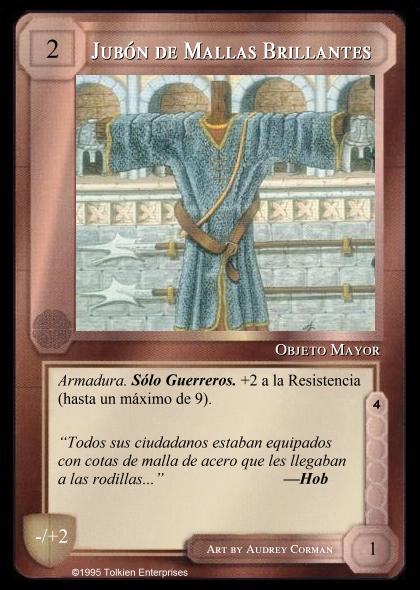 2
JUBÓN DE MALLAS BRILLANTES
OBJETO MAYOR
Armadura. Sólo Guerreros. +2 a la Resistencia
(hasta un máximo de 9).
4
“Todos sus ciudadanos estaban equipados
con cotas de malla de acero que les llegaban
a las rodillas...” —Hob
-/+2
ART BY AUDREY CORMAN
1
©1995 Tolkien Enterprises